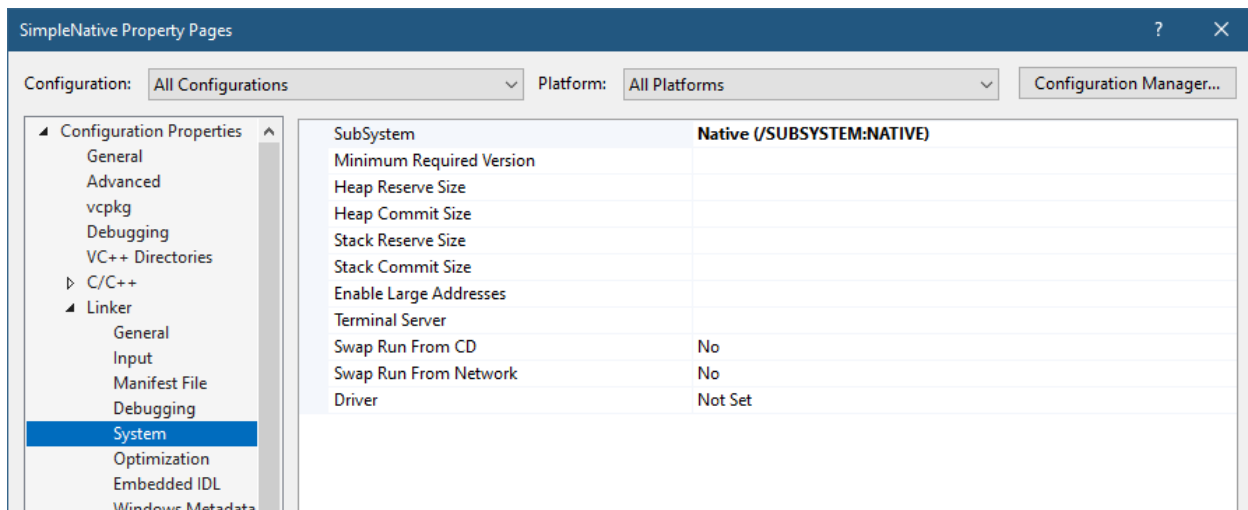 SimpleNative Property Pages ? ×
Configuration: All Configurations Platform: All Platforms Configuration Manager...
Configuration Properties
General
Advanced
vcpkg
Debugging
VC++ Directories
C/C++
Linker
General
Input
Manifest File
Debugging
System
Optimization
Embedded IDL
Windows Metadata
SubSystem Native (/SUBSYSTEM:NATIVE)
Minimum Required Version
Heap Reserve Size
Heap Commit Size
Stack Reserve Size
Stack Commit Size
Enable Large Addresses
Terminal Server
Swap Run From CD No
Swap Run From Network No
Driver Not Set